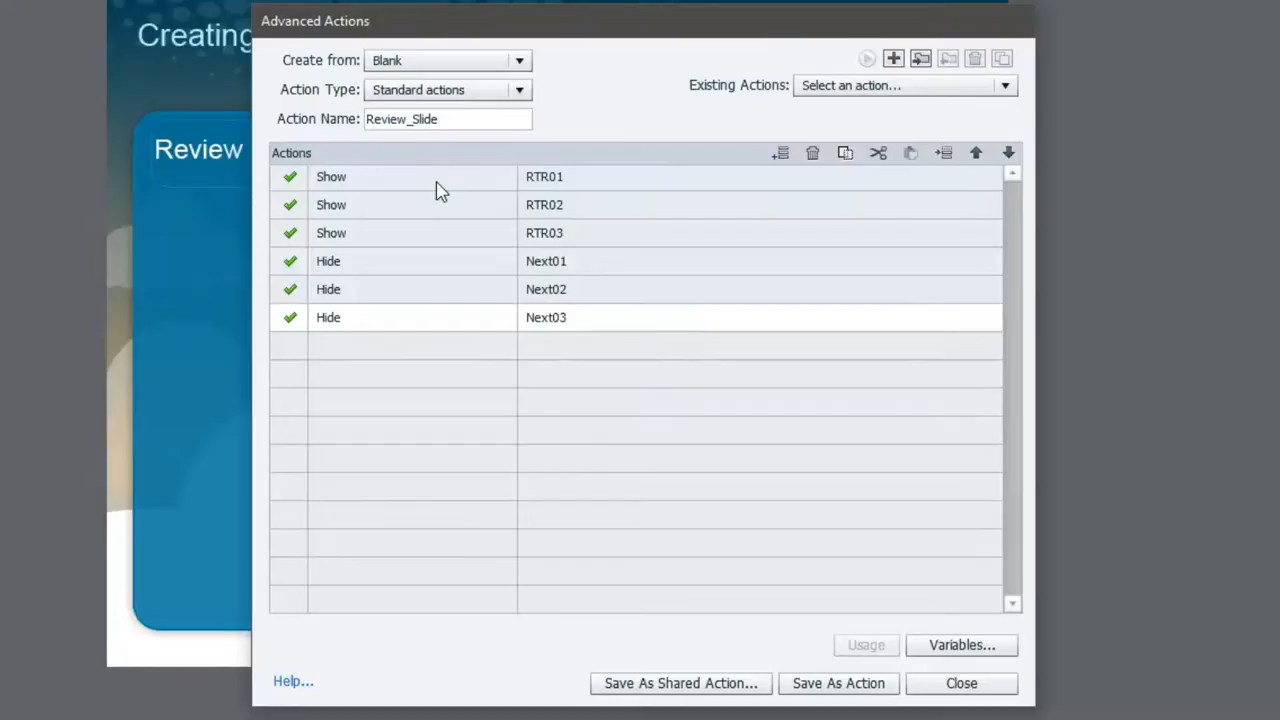 Advanced Actions
Creating
Create from: Blank
Action Type: Standard actions
Existing Actions: Select an action...
Action Name: Review_Slide
Review
Actions
Show RTR01
Show RTR02
Show RTR03
Hide Next01
Hide Next02
Hide Next03
Usage Variables...
Help... Save As Shared Action... Save As Action Close